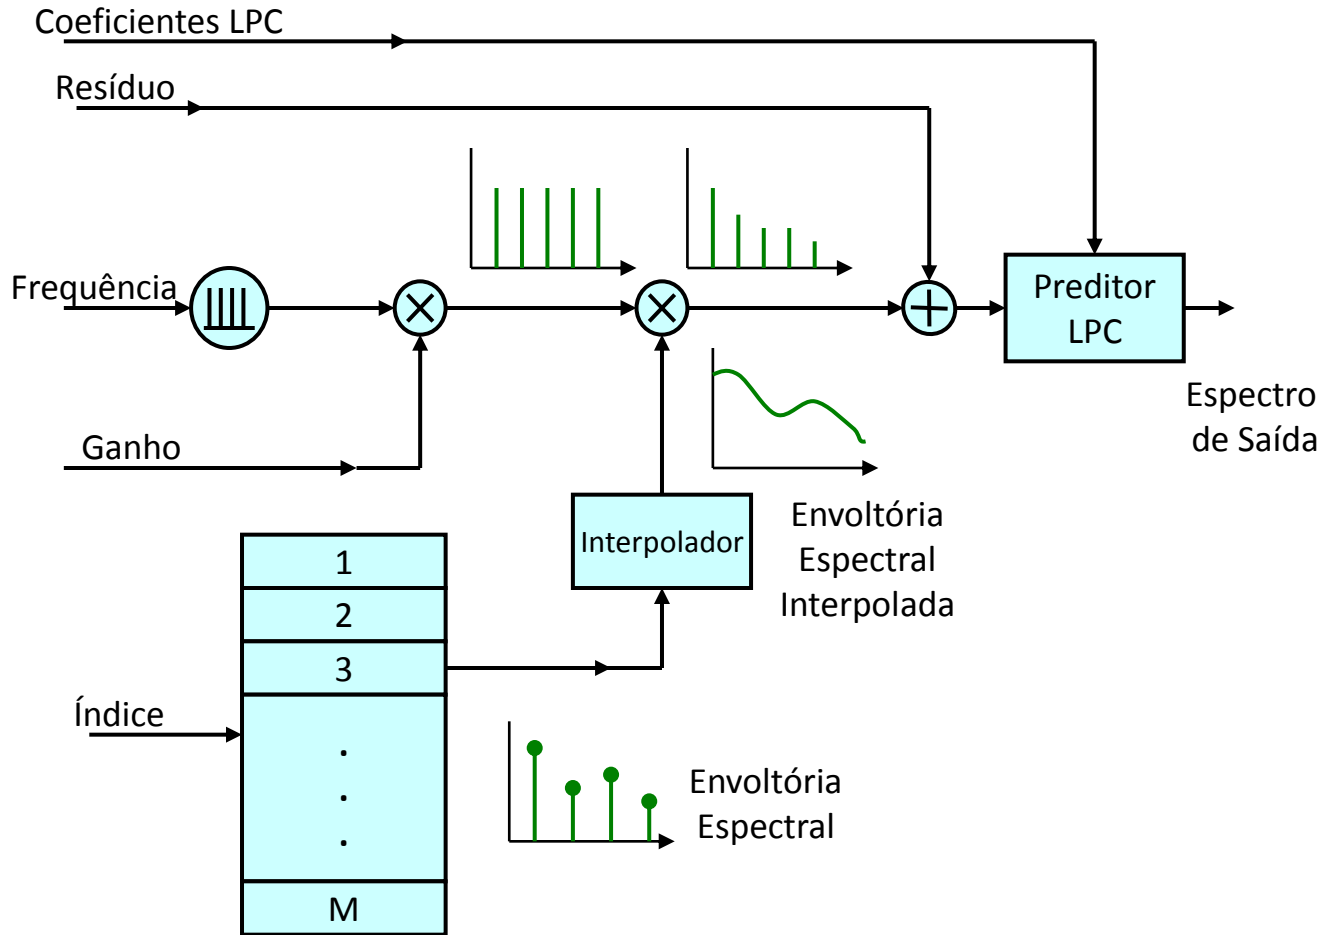 Coeficientes LPC
Resíduo
Frequência
Preditor
LPC
Espectro
de Saída
Ganho
Interpolador
Envoltória
Espectral
Interpolada
1
2
3
Índice
.
.
.
M
Envoltória
Espectral